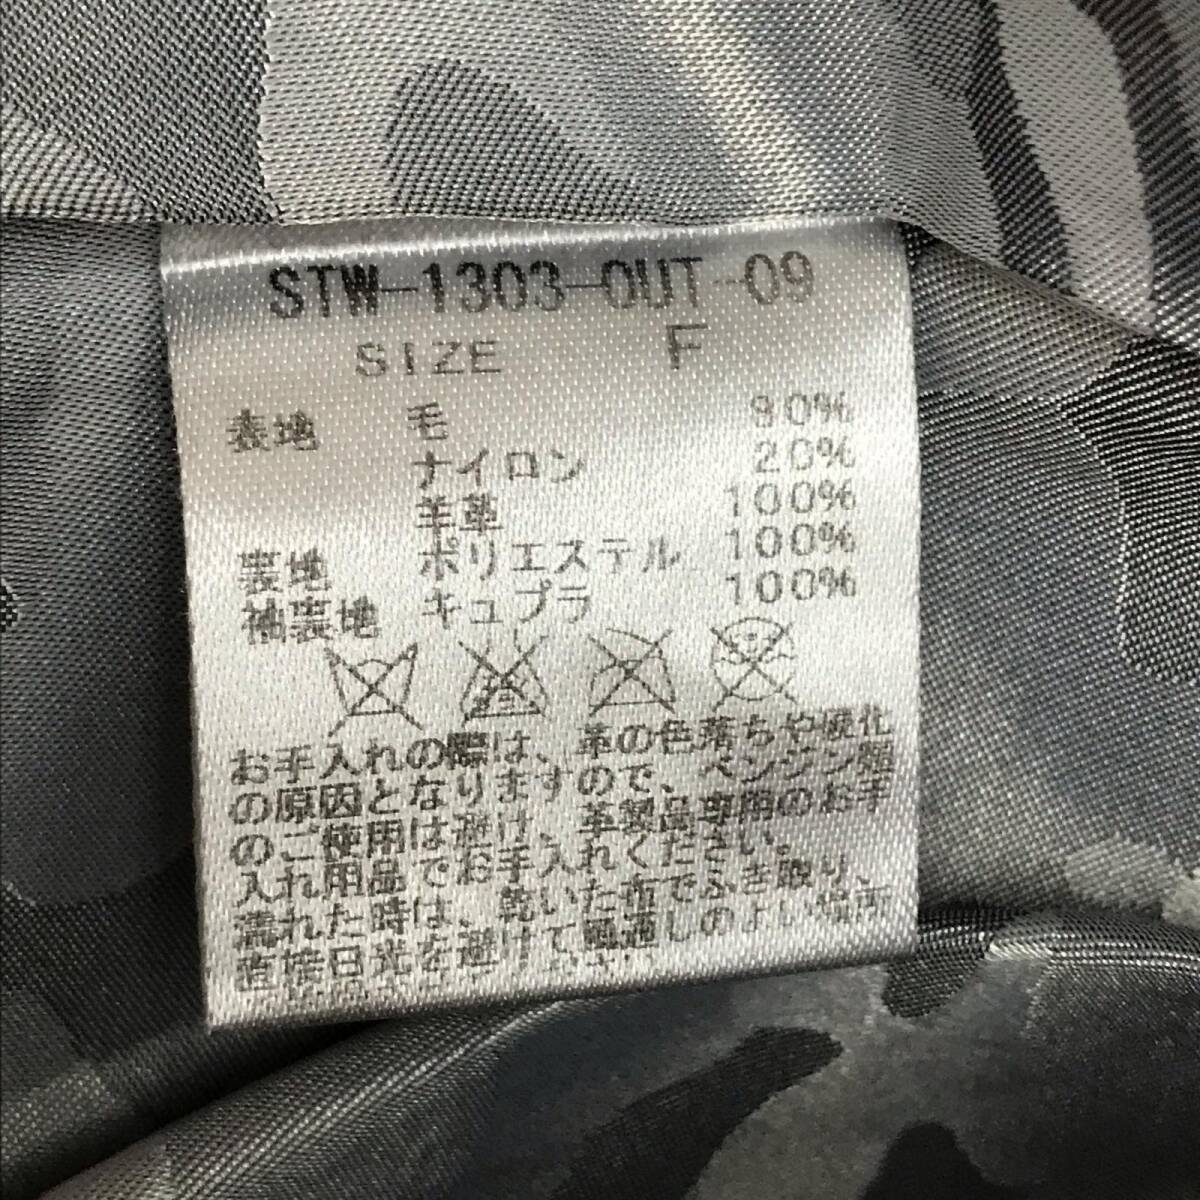 STW-1303-OUT-09
SIZE F
表地 毛 80%
ナイロン 20%
羊革 100%
裏地 ポリエステル 100%
袖裏地 キュプラ 100%
お手入れの際は、革の色落ちや硬化
の原因となりますので、ベンジン類
のご使用は避け、革製品専用のお手
入れ用品でお手入れください。
濡れた時は、乾いた布でふき取り、
直接日光を避けて風通しのよい場所